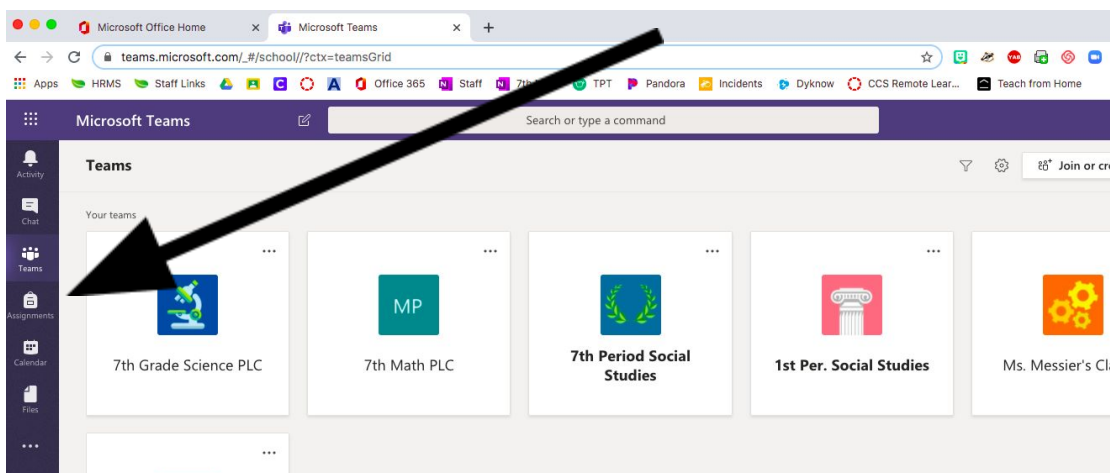 Microsoft Office Home
Microsoft Teams
teams.microsoft.com/_#/school//?ctx=teamsGrid
YAS
Apps HRMS Staff Links C A Office 365 N Staff N TPT Pandora Incidents Dyknow CCS Remote Lear... Teach from Home
Microsoft Teams
Search or type a command
Activity
Teams
Join or cr
Chat
Your teams
Teams
Assignments
MP
Calendar
7th Grade Science PLC
7th Math PLC
7th Period Social
Studies
1st Per. Social Studies
Ms. Messier's Cl
Files